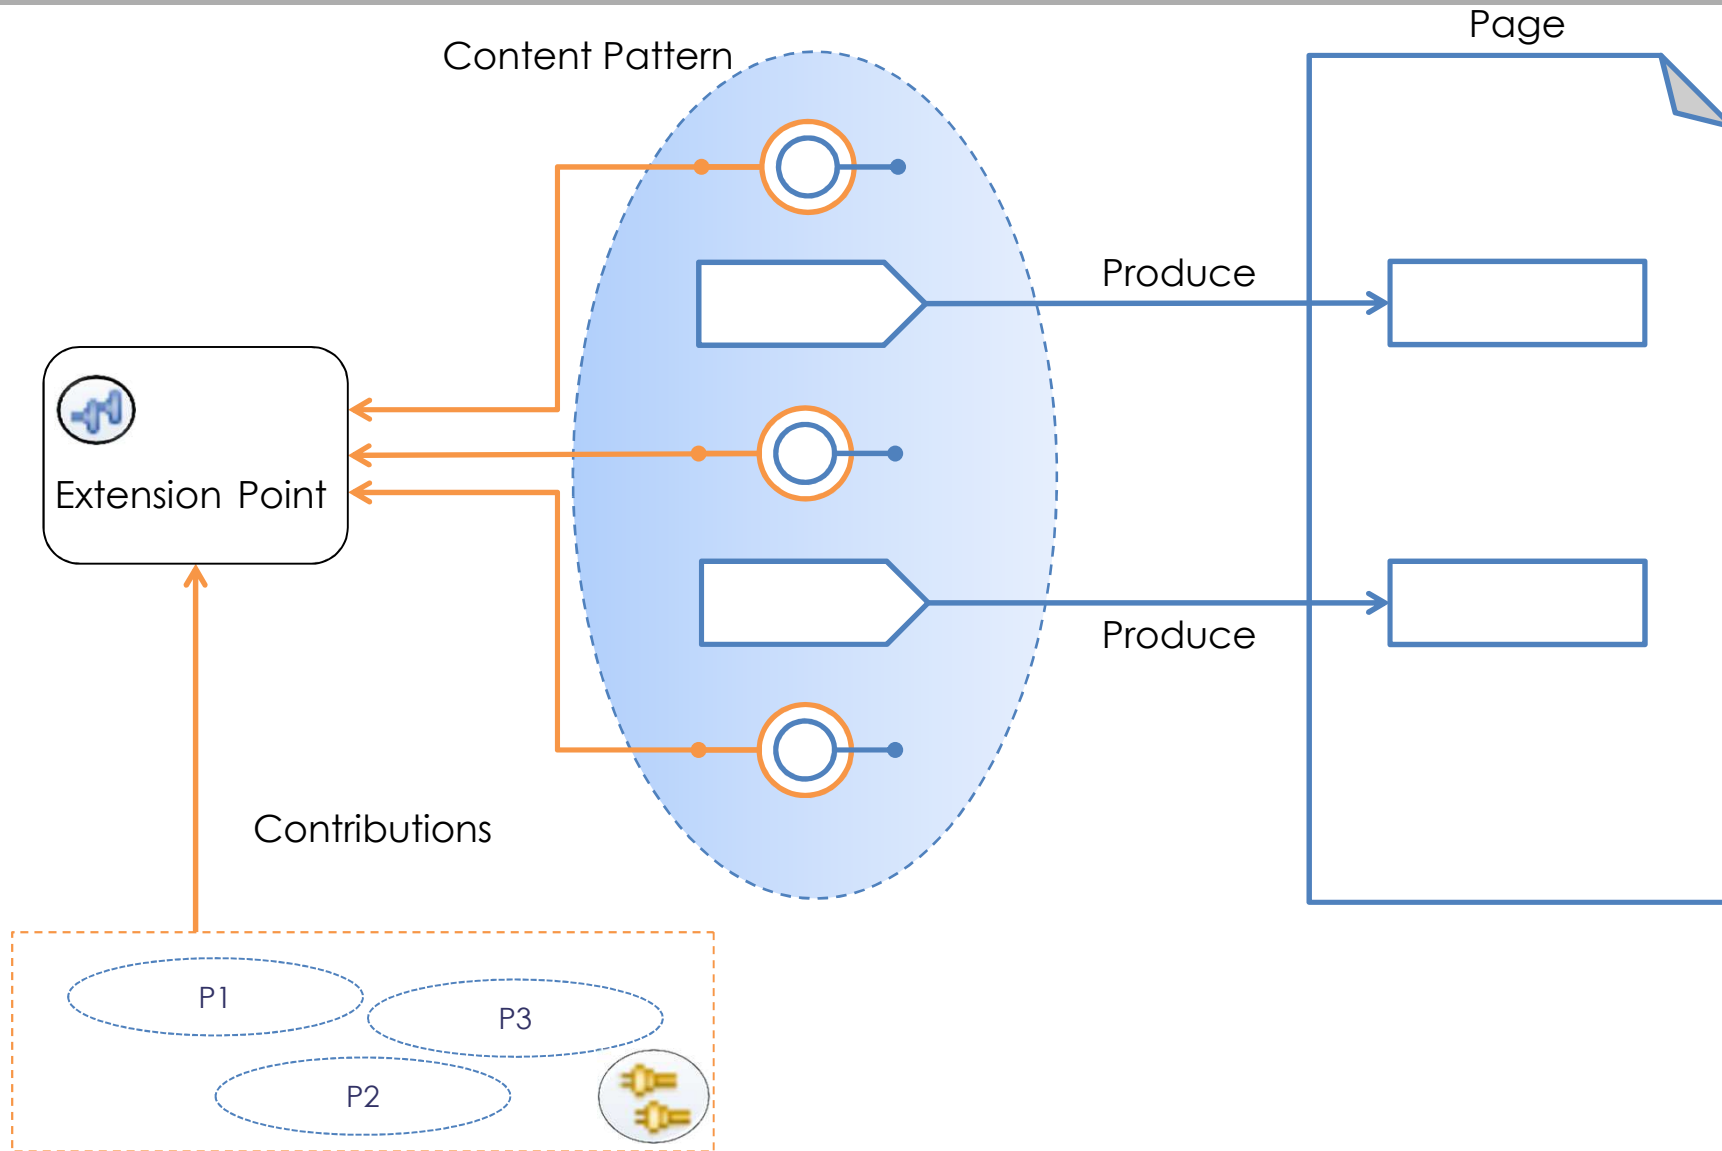 Page
Content Pattern
Produce
Extension Point
Produce
Contributions
P1
P3
P2